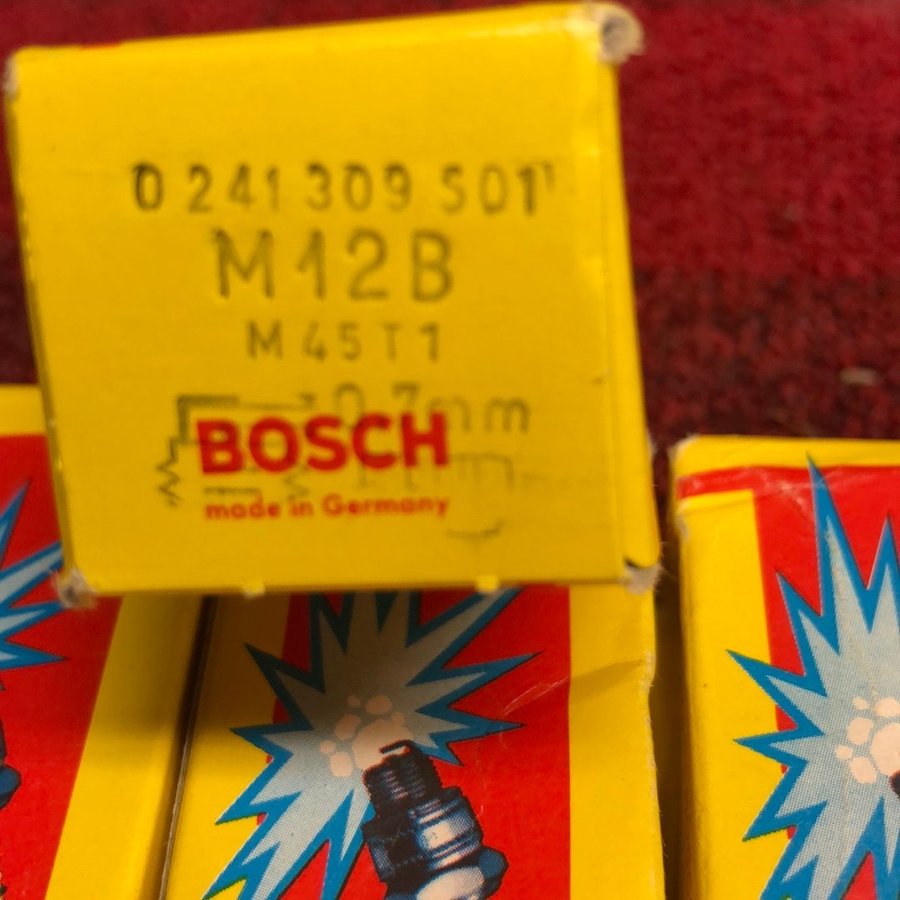 0 241 309 501
M12B
M45T1
0.7mm
BOSCH
made in Germany